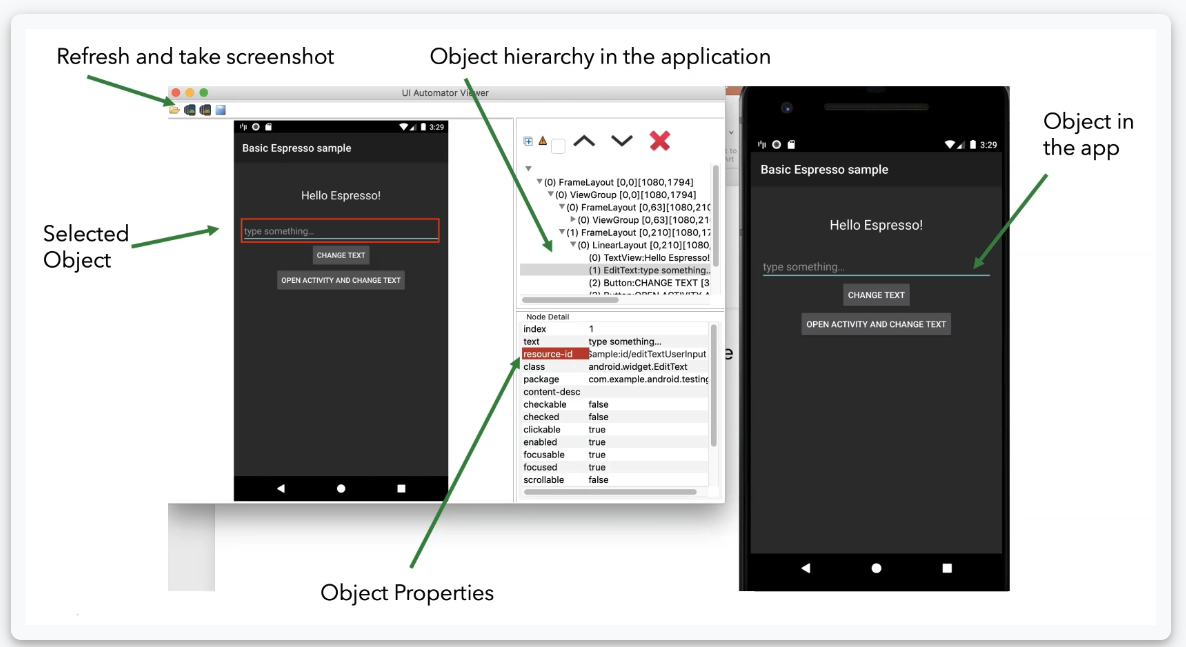 Refresh and take screenshot
Object hierarchy in the application
UI Automator Viewer
3:29
Basic Espresso sample
Hello Espresso!
type something...
CHANGE TEXT
OPEN ACTIVITY AND CHANGE TEXT
Selected
Object
(0) FrameLayout [0,0][1080,1794]
(0) ViewGroup [0,0][1080,1794]
(0) FrameLayout [0,63][1080,210
(0) ViewGroup [0,63][1080,21
(1) FrameLayout [0,210][1080,17
(0) LinearLayout [0,210][1080,
(0) TextView:Hello Espresso!
(1) EditText:type something..
(2) Button:CHANGE TEXT [3
Node Detail
index 1
text type something...
resource-id sample:id/editTextUserInput
class android.widget.EditText
package com.example.android.testing
content-desc
checkable false
checked false
clickable true
enabled true
focusable true
focused true
scrollable false
Object Properties
3:29
Basic Espresso sample
Hello Espresso!
type something...
CHANGE TEXT
OPEN ACTIVITY AND CHANGE TEXT
Object in
the app